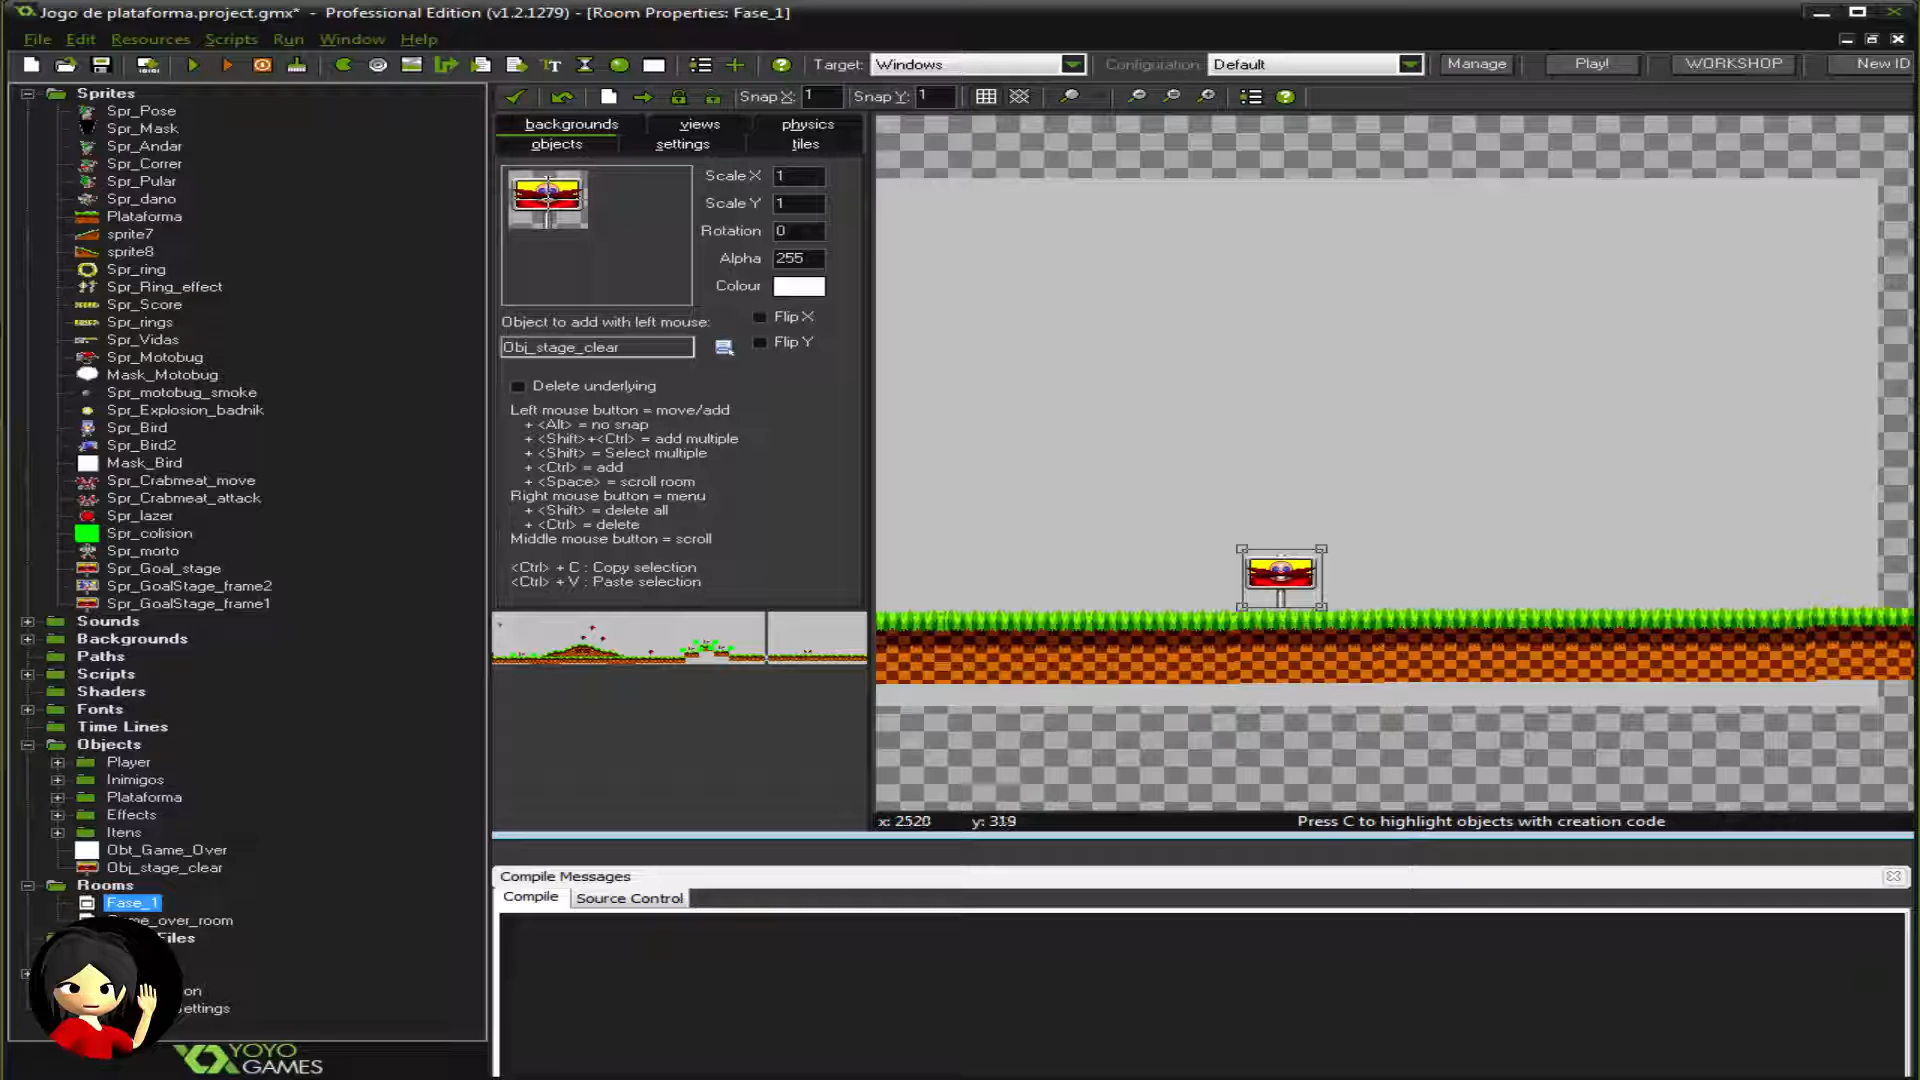 Jogo de plataforma.project.gmx* - Professional Edition (v1.2.1279) - [Room Properties: Fase_1]
File Edit Resources Scripts Run Window Help
Target: Windows Configuration: Default Manage Play! WORKSHOP New ID
Snap X: 1 Snap Y: 1
Sprites
Spr_Pose
Spr_Mask
Spr_Andar
Spr_Correr
Spr_Pular
Spr_dano
Plataforma
sprite7
sprite8
Spr_ring
Spr_Ring_effect
Spr_Score
Spr_rings
Spr_Vidas
Spr_Motobug
Mask_Motobug
Spr_motobug_smoke
Spr_Explosion_badnik
Spr_Bird
Spr_Bird2
Mask_Bird
Spr_Crabmeat_move
Spr_Crabmeat_attack
Spr_lazer
Spr_colision
Spr_morto
Spr_Goal_stage
Spr_GoalStage_frame2
Spr_GoalStage_frame1
Sounds
Backgrounds
Paths
Scripts
Shaders
Fonts
Time Lines
Objects
Player
Inimigos
Plataforma
Effects
Itens
Obt_Game_Over
Obj_stage_clear
Rooms
Fase_1
me_over_room
Files
on
ettings
YOYO
GAMES
backgrounds views physics
objects settings tiles
Scale X 1
Scale Y 1
Rotation 0
Alpha 255
Colour
Object to add with left mouse:
Flip X
Obj_stage_clear
Flip Y
Delete underlying
Left mouse button = move/add
+ <Alt> = no snap
+ <Shift>+<Ctrl> = add multiple
+ <Shift> = Select multiple
+ <Ctrl> = add
+ <Space> = scroll room
Right mouse button = menu
+ <Shift> = delete all
+ <Ctrl> = delete
Middle mouse button = scroll
<Ctrl> + C : Copy selection
<Ctrl> + V : Paste selection
x: 2520 y: 319 Press C to highlight objects with creation code
Compile Messages
Compile Source Control